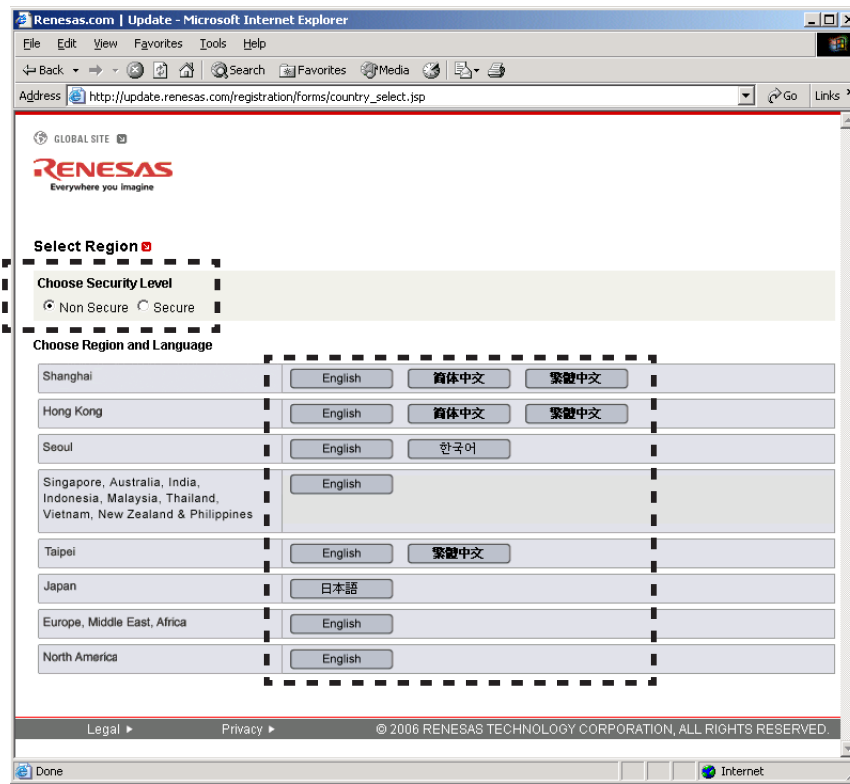 Renesas.com | Update - Microsoft Internet Explorer
File Edit View Favorites Tools Help
Back Search Favorites Media
Address http://update.renesas.com/registration/forms/country_select.jsp Go Links
GLOBAL SITE
RENESAS
Everywhere you imagine
Select Region
Choose Security Level
Non Secure Secure
Choose Region and Language
Shanghai English 简体中文 繁體中文
Hong Kong English 简体中文 繁體中文
Seoul English 한국어
Singapore, Australia, India, English
Indonesia, Malaysia, Thailand,
Vietnam, New Zealand & Philippines
Taipei English 繁體中文
Japan 日本語
Europe, Middle East, Africa English
North America English
Legal Privacy © 2006 RENESAS TECHNOLOGY CORPORATION, ALL RIGHTS RESERVED.
Done Internet